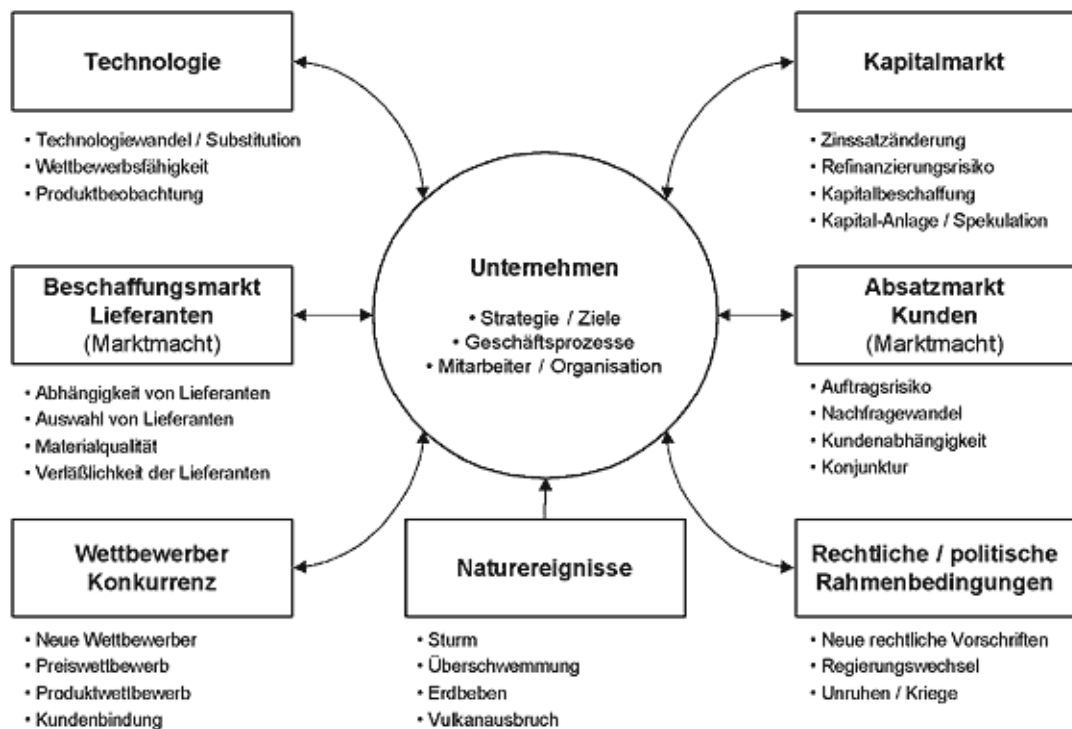 Technologie
• Technologiewandel / Substitution
• Wettbewerbsfähigkeit
• Produktbeobachtung
Kapitalmarkt
• Zinssatzänderung
• Refinanzierungsrisiko
• Kapitalbeschaffung
• Kapital-Anlage / Spekulation
Unternehmen
• Strategie / Ziele
• Geschäftsprozesse
• Mitarbeiter / Organisation
Beschaffungsmarkt
Lieferanten
(Marktmacht)
• Abhängigkeit von Lieferanten
• Auswahl von Lieferanten
• Materialqualität
• Verläßlichkeit der Lieferanten
Absatzmarkt
Kunden
(Marktmacht)
• Auftragsrisiko
• Nachfragewandel
• Kundenabhängigkeit
• Konjunktur
Wettbewerber
Konkurrenz
• Neue Wettbewerber
• Preiswettbewerb
• Produktwettbewerb
• Kundenbindung
Naturereignisse
• Sturm
• Überschwemmung
• Erdbeben
• Vulkanausbruch
Rechtliche / politische
Rahmenbedingungen
• Neue rechtliche Vorschriften
• Regierungswechsel
• Unruhen / Kriege